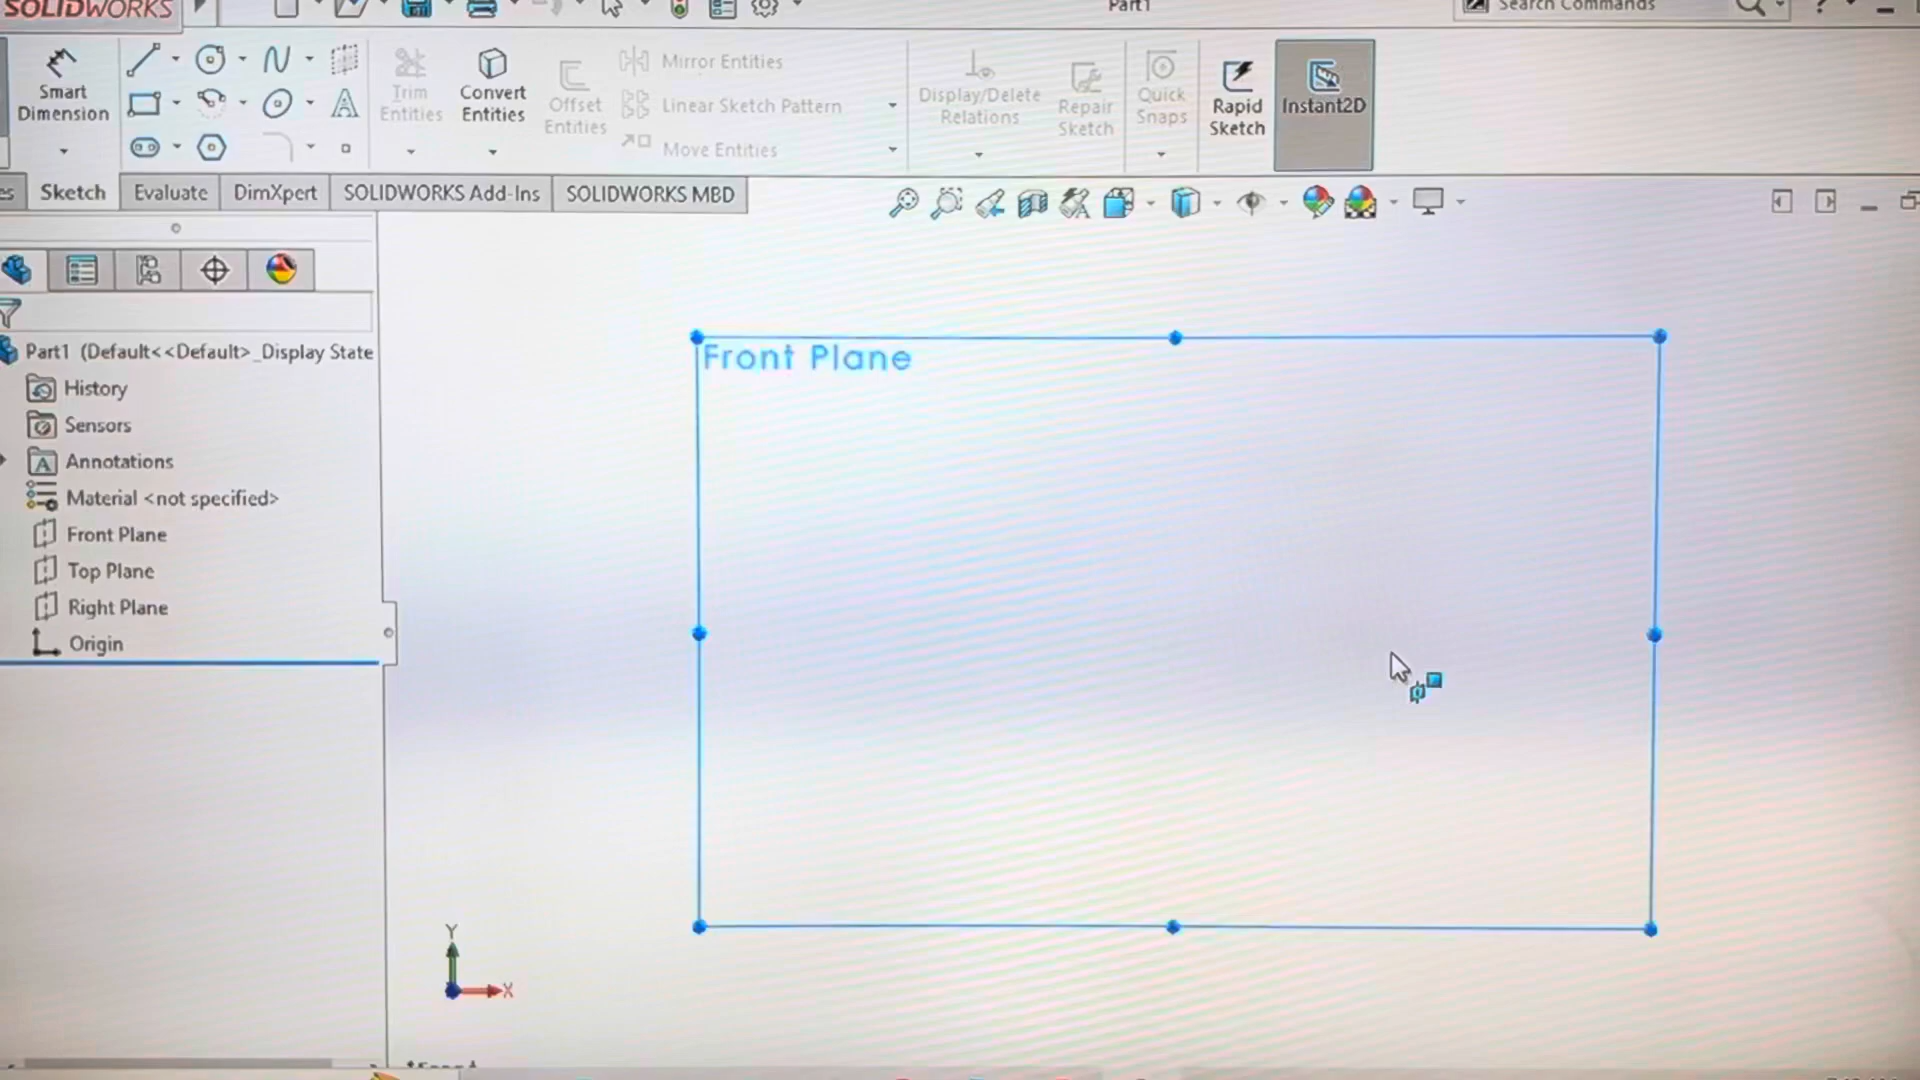 SOLIDWORKS
Part1
Search Commands
Smart Dimension
Trim Entities
Convert Entities
Offset Entities
Mirror Entities
Linear Sketch Pattern
Move Entities
Display/Delete Relations
Repair Sketch
Quick Snaps
Rapid Sketch
Instant2D
Sketch
Evaluate
DimXpert
SOLIDWORKS Add-Ins
SOLIDWORKS MBD
Part1 (Default<<Default>_Display State
History
Sensors
Annotations
Material <not specified>
Front Plane
Top Plane
Right Plane
Origin
Front Plane
Y
X